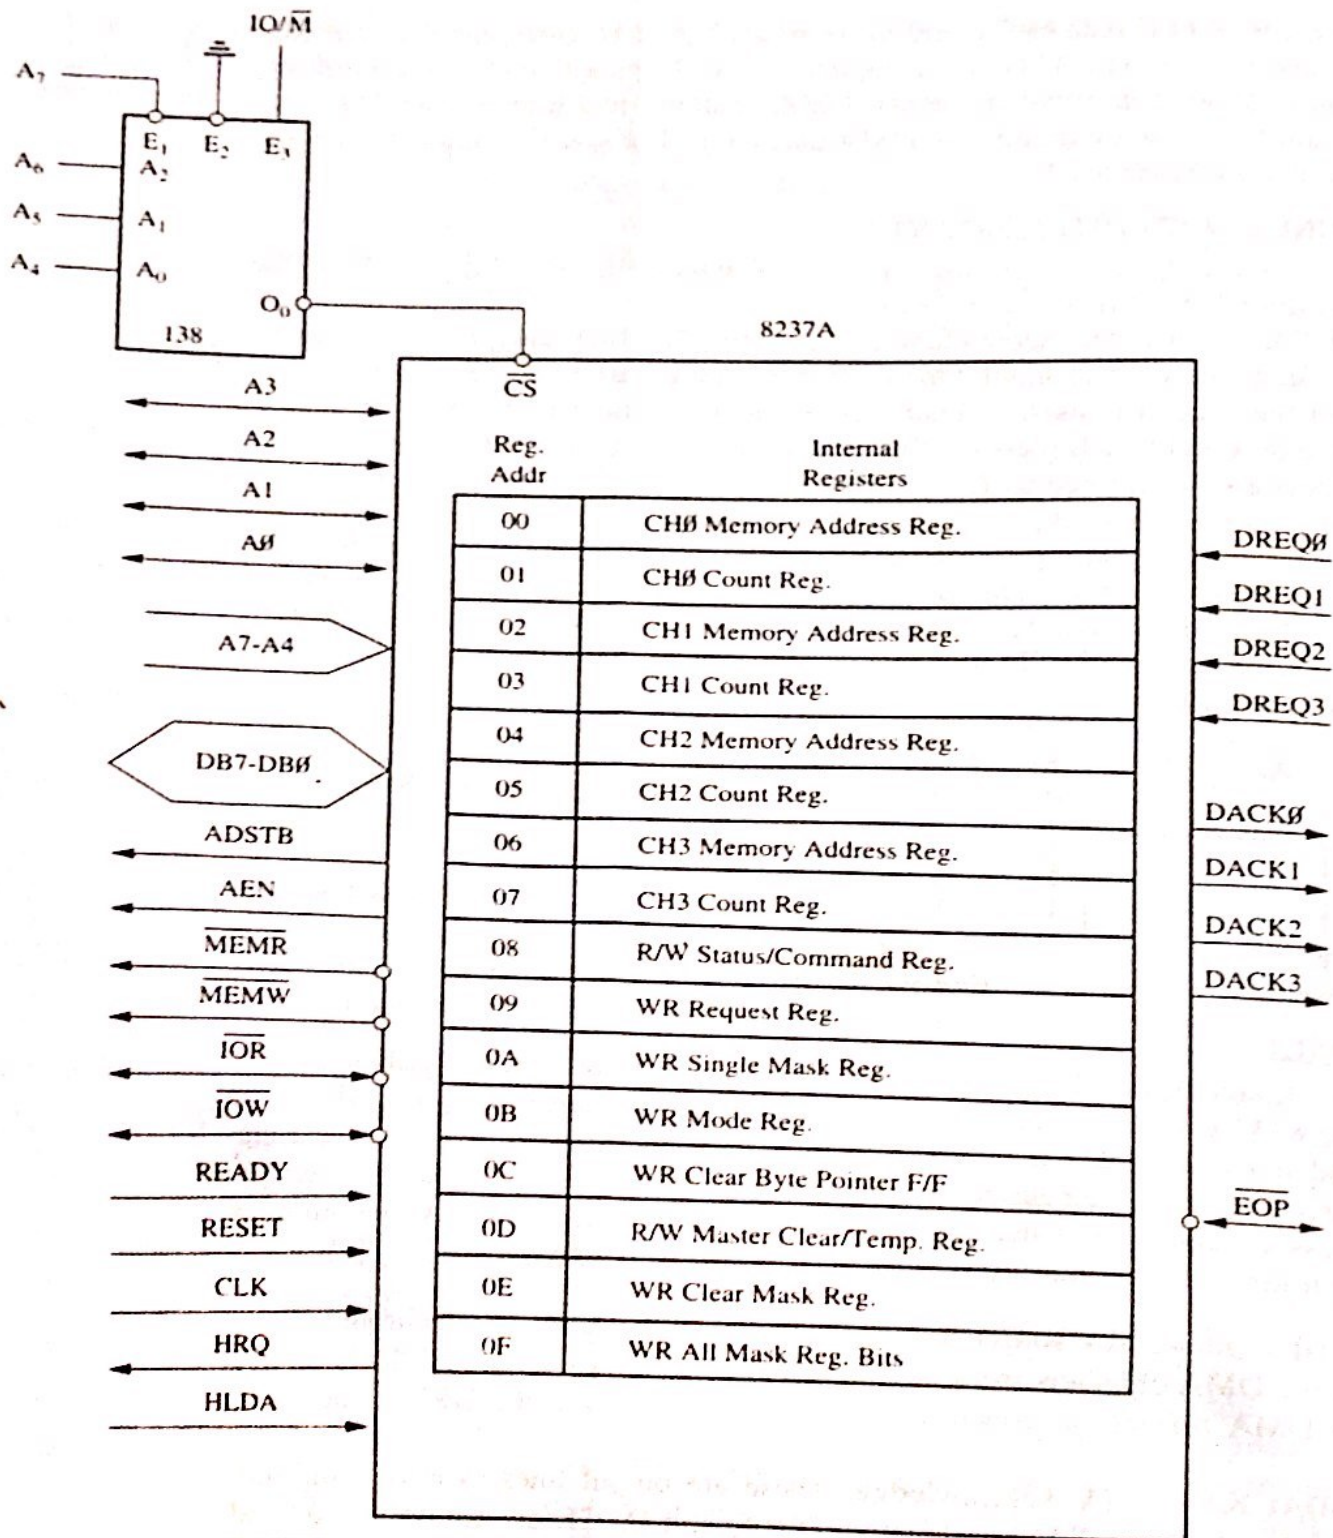 IO/M̅
A₇
E₁ E₂ E₃
A₆ A₂
A₅ A₁
A₄ A₀
O₀
138
8237A
C̅S̅
A3
A2
A1
AØ
A7-A4
DB7-DBØ
ADSTB
AEN
M̅E̅M̅R̅
M̅E̅M̅W̅
I̅O̅R̅
I̅O̅W̅
READY
RESET
CLK
HRQ
HLDA
Reg. Addr
Internal Registers
00 CHØ Memory Address Reg.
01 CHØ Count Reg.
02 CH1 Memory Address Reg.
03 CH1 Count Reg.
04 CH2 Memory Address Reg.
05 CH2 Count Reg.
06 CH3 Memory Address Reg.
07 CH3 Count Reg.
08 R/W Status/Command Reg.
09 WR Request Reg.
0A WR Single Mask Reg.
0B WR Mode Reg.
0C WR Clear Byte Pointer F/F
0D R/W Master Clear/Temp. Reg.
0E WR Clear Mask Reg.
0F WR All Mask Reg. Bits
DREQØ
DREQ1
DREQ2
DREQ3
DACKØ
DACK1
DACK2
DACK3
E̅O̅P̅